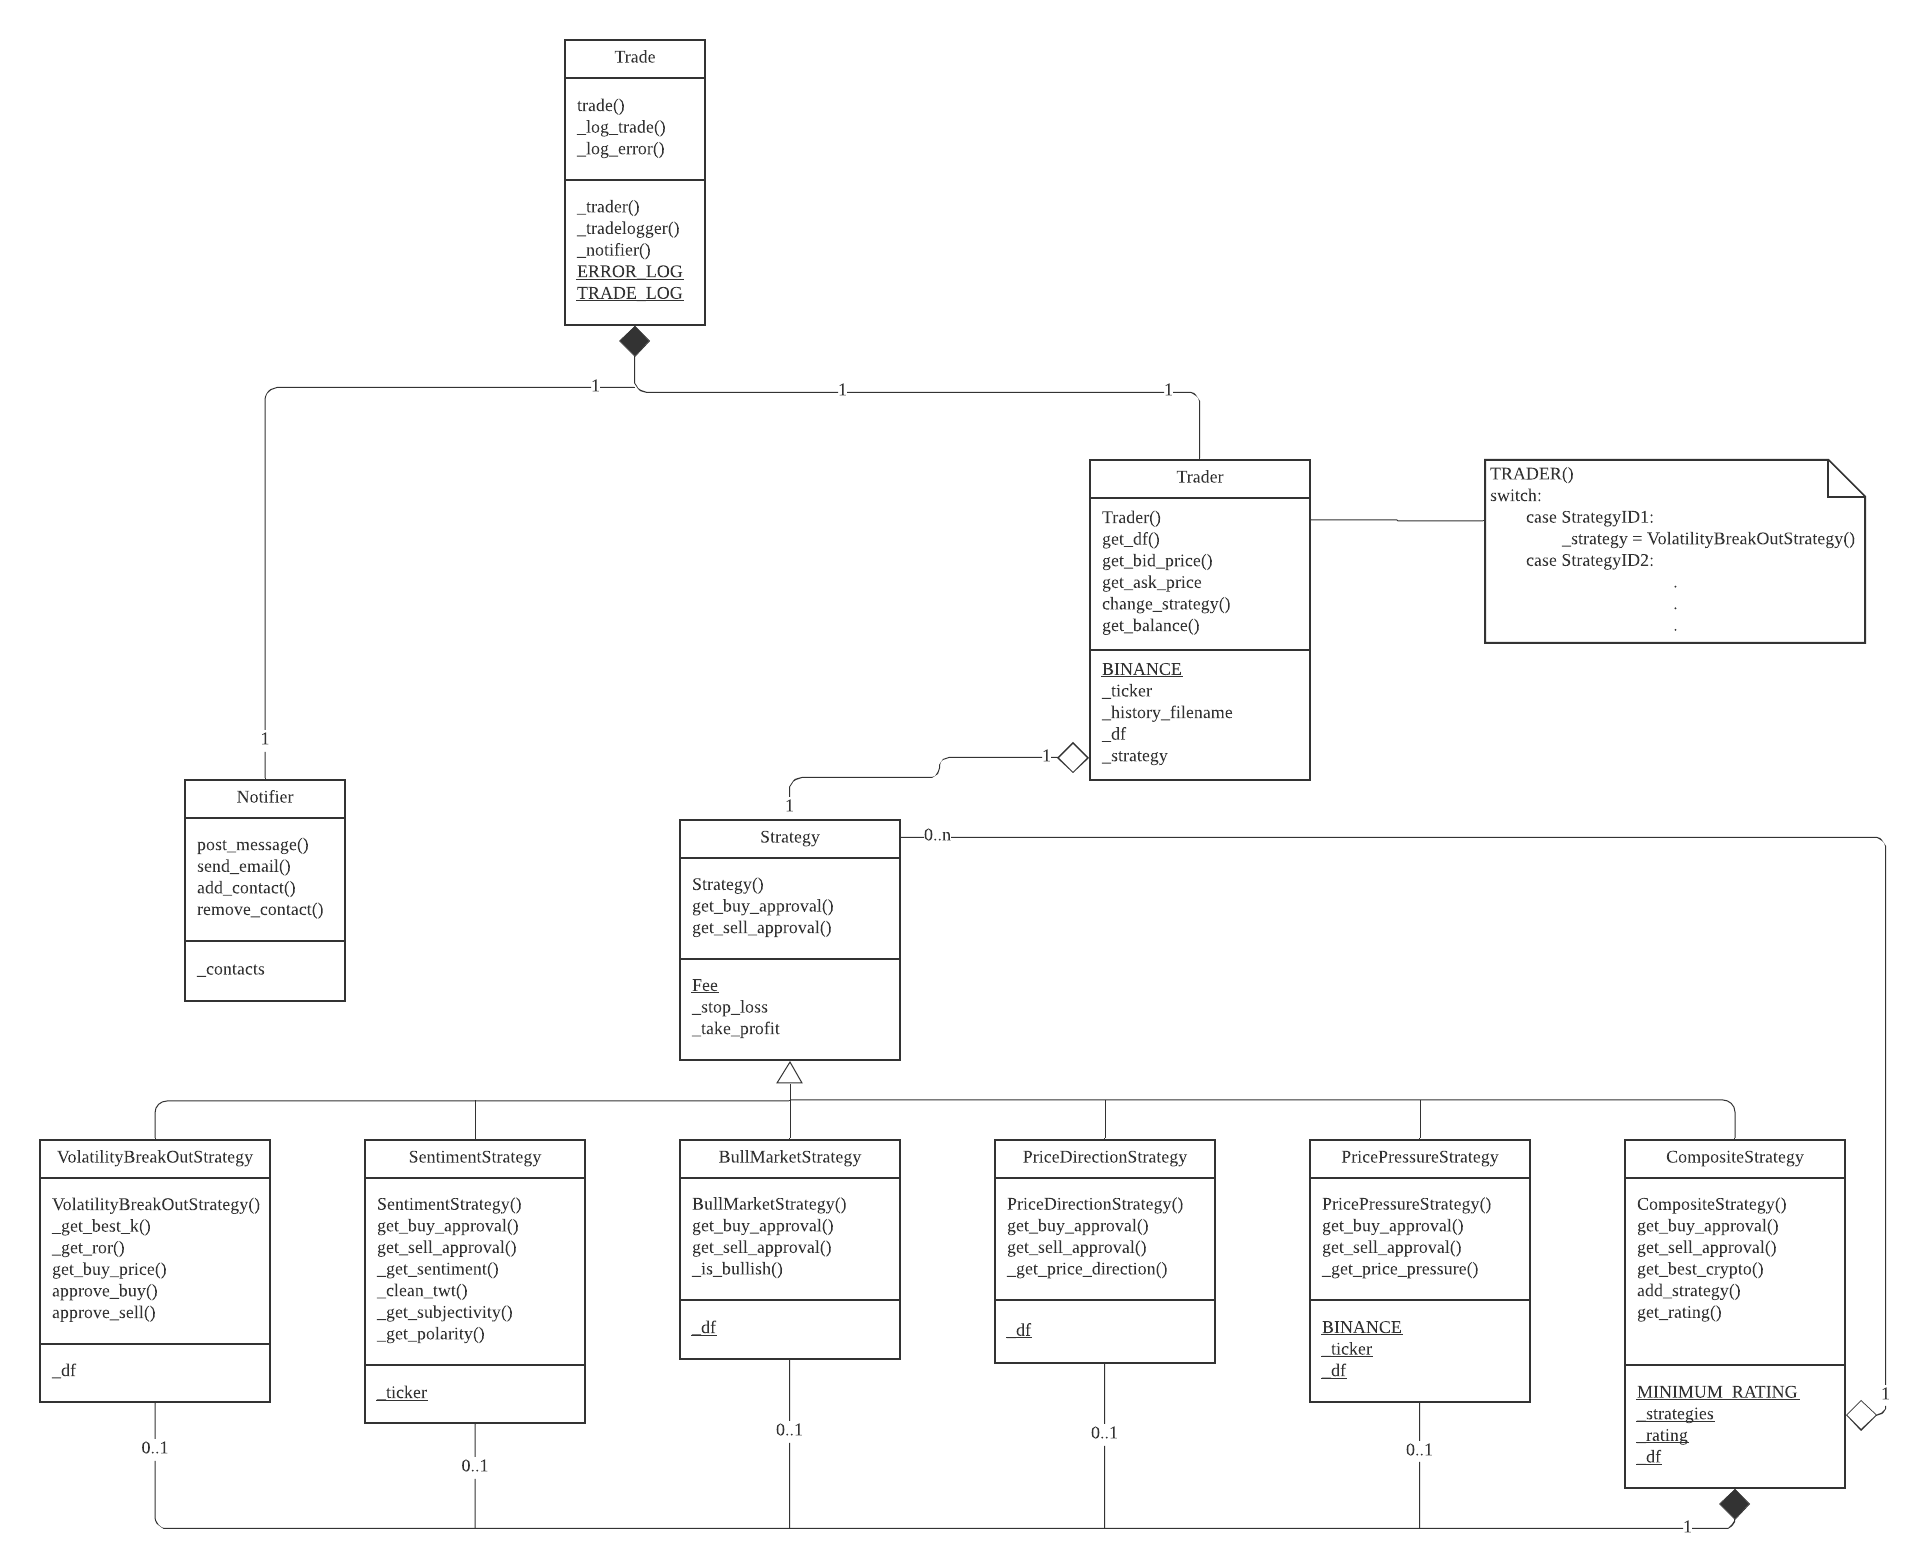 Trade
trade()
_log_trade()
_log_error()
_trader()
_tradelogger()
_notifier()
ERROR_LOG
TRADE_LOG
1
1
1
Trader
Trader()
get_df()
get_bid_price()
get_ask_price
change_strategy()
get_balance()
BINANCE
_ticker
_history_filename
_df
_strategy
TRADER()
switch:
case StrategyID1:
_strategy = VolatilityBreakOutStrategy()
case StrategyID2:
.
.
.
1
1
1
Notifier
post_message()
send_email()
add_contact()
remove_contact()
_contacts
Strategy
0..n
Strategy()
get_buy_approval()
get_sell_approval()
Fee
_stop_loss
_take_profit
VolatilityBreakOutStrategy
VolatilityBreakOutStrategy()
_get_best_k()
_get_ror()
get_buy_price()
approve_buy()
approve_sell()
_df
SentimentStrategy
SentimentStrategy()
get_buy_approval()
get_sell_approval()
_get_sentiment()
_clean_twt()
_get_subjectivity()
_get_polarity()
_ticker
BullMarketStrategy
BullMarketStrategy()
get_buy_approval()
get_sell_approval()
_is_bullish()
_df
PriceDirectionStrategy
PriceDirectionStrategy()
get_buy_approval()
get_sell_approval()
_get_price_direction()
_df
PricePressureStrategy
PricePressureStrategy()
get_buy_approval()
get_sell_approval()
_get_price_pressure()
BINANCE
_ticker
_df
CompositeStrategy
CompositeStrategy()
get_buy_approval()
get_sell_approval()
get_best_crypto()
add_strategy()
get_rating()
MINIMUM_RATING
_strategies
_rating
_df
1
0..1
0..1
0..1
0..1
0..1
1